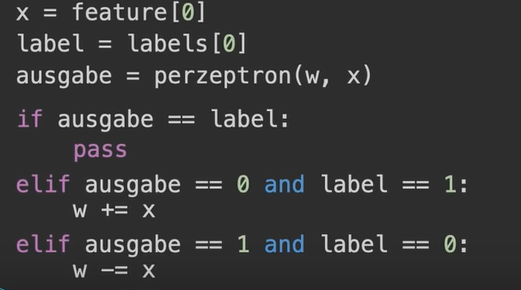 x = feature[0]
label = labels[0]
ausgabe = perzeptron(w, x)
if ausgabe == label:
    pass
elif ausgabe == 0 and label == 1:
    w += x
elif ausgabe == 1 and label == 0:
    w -= x